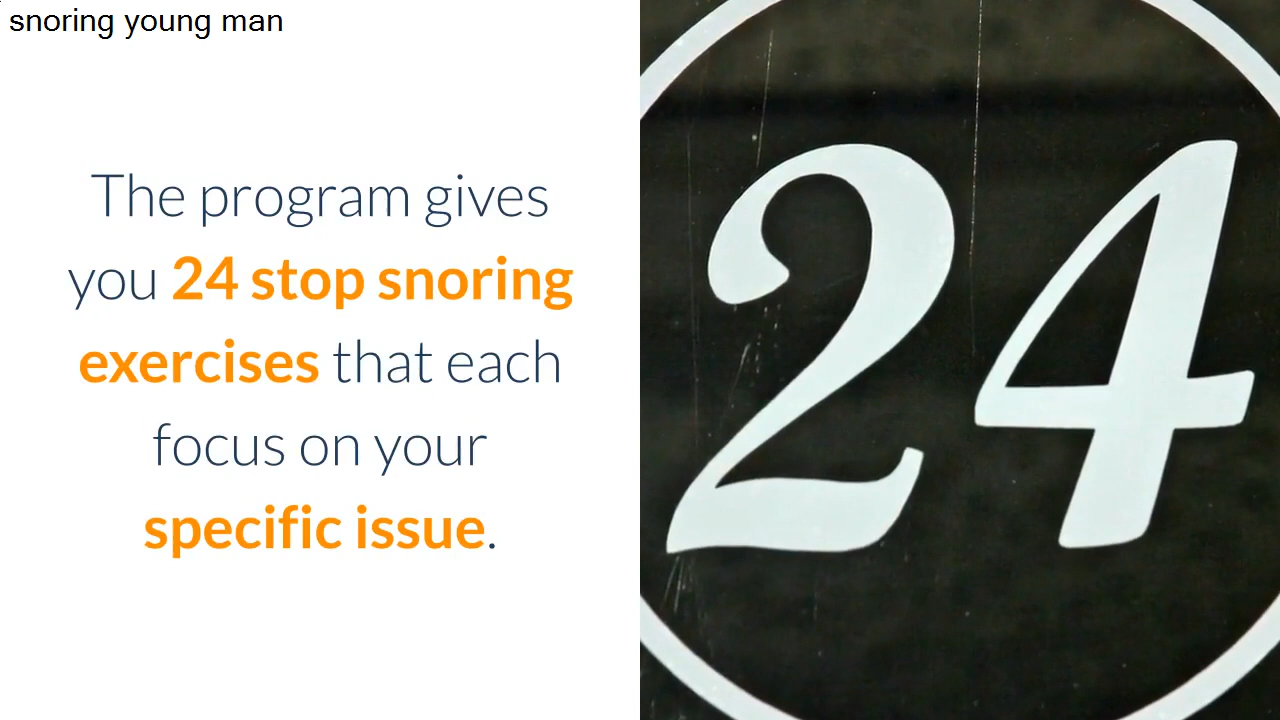 snoring young man
The program gives
you 24 stop snoring
exercises that each
focus on your
specific issue.
24